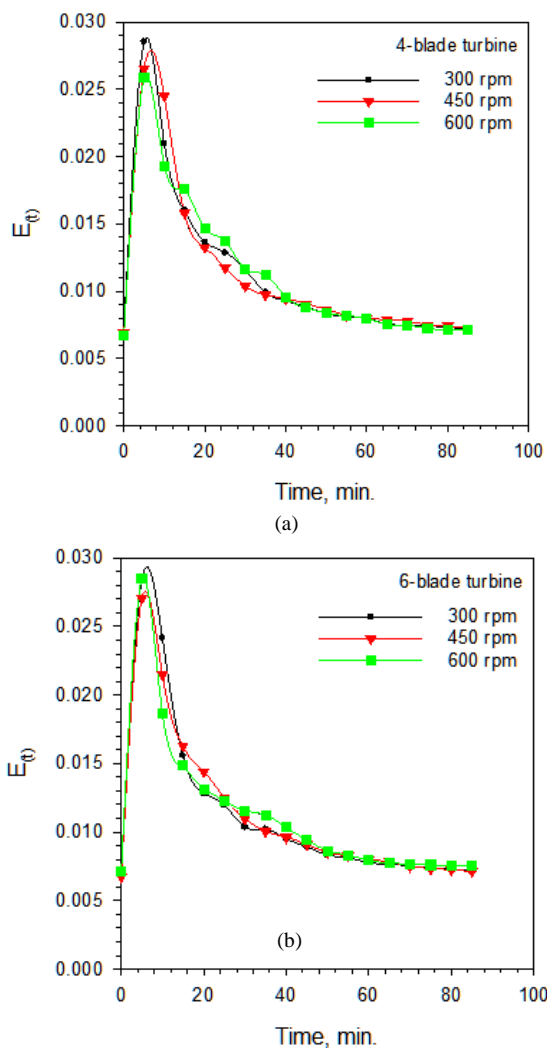 0.030
4-blade turbine
300 rpm
0.025
450 rpm
600 rpm
0.020
E(t)
0.015
0.010
0.005
0.000
0 20 40 60 80 100
Time, min.
(a)
0.030
6-blade turbine
300 rpm
0.025
450 rpm
600 rpm
0.020
E(t)
0.015
0.010
0.005
(b)
0.000
0 20 40 60 80 100
Time, min.